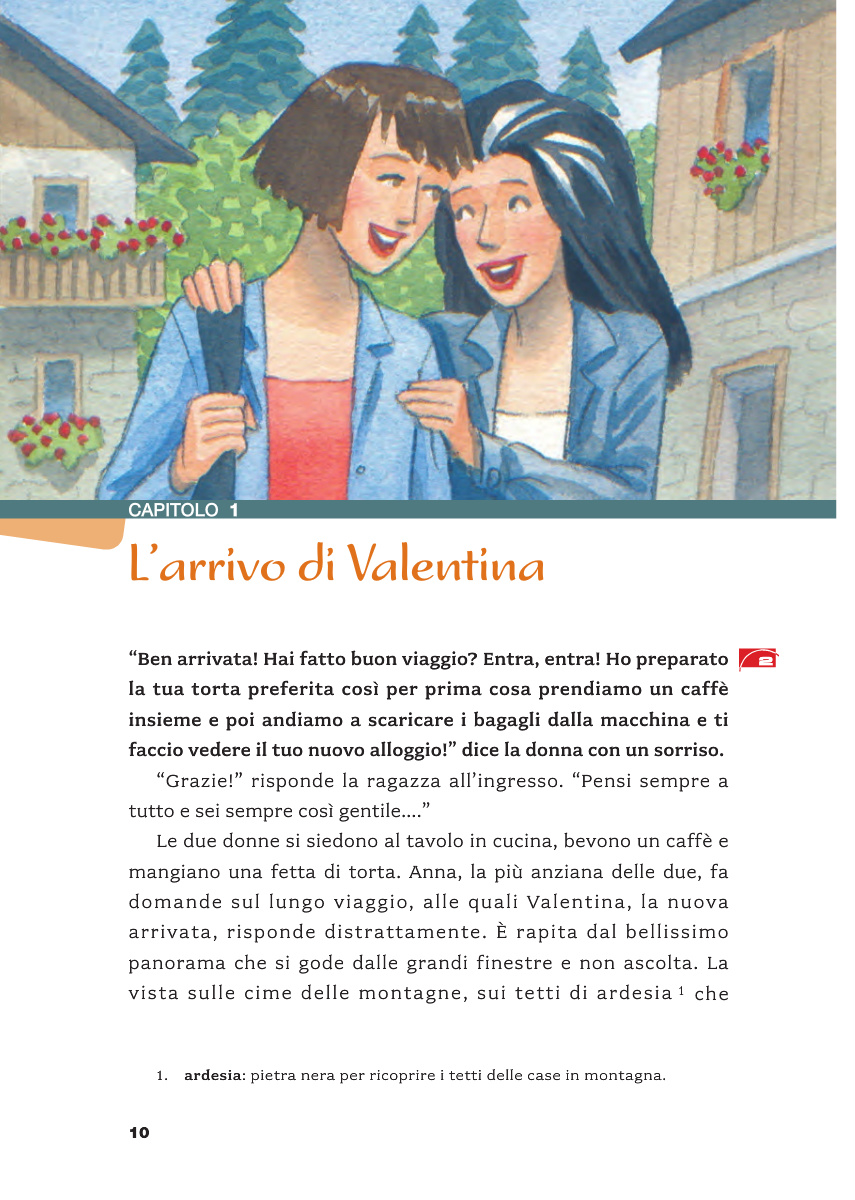 CAPITOLO 1
L'arrivo di Valentina
“Ben arrivata! Hai fatto buon viaggio? Entra, entra! Ho preparato
2
la tua torta preferita così per prima cosa prendiamo un caffè
insieme e poi andiamo a scaricare i bagagli dalla macchina e ti
faccio vedere il tuo nuovo alloggio!” dice la donna con un sorriso.
“Grazie!” risponde la ragazza all’ingresso. “Pensi sempre a
tutto e sei sempre così gentile....”
Le due donne si siedono al tavolo in cucina, bevono un caffè e
mangiano una fetta di torta. Anna, la più anziana delle due, fa
domande sul lungo viaggio, alle quali Valentina, la nuova
arrivata, risponde distrattamente. È rapita dal bellissimo
panorama che si gode dalle grandi finestre e non ascolta. La
vista sulle cime delle montagne, sui tetti di ardesia 1 che
1. ardesia: pietra nera per ricoprire i tetti delle case in montagna.
10